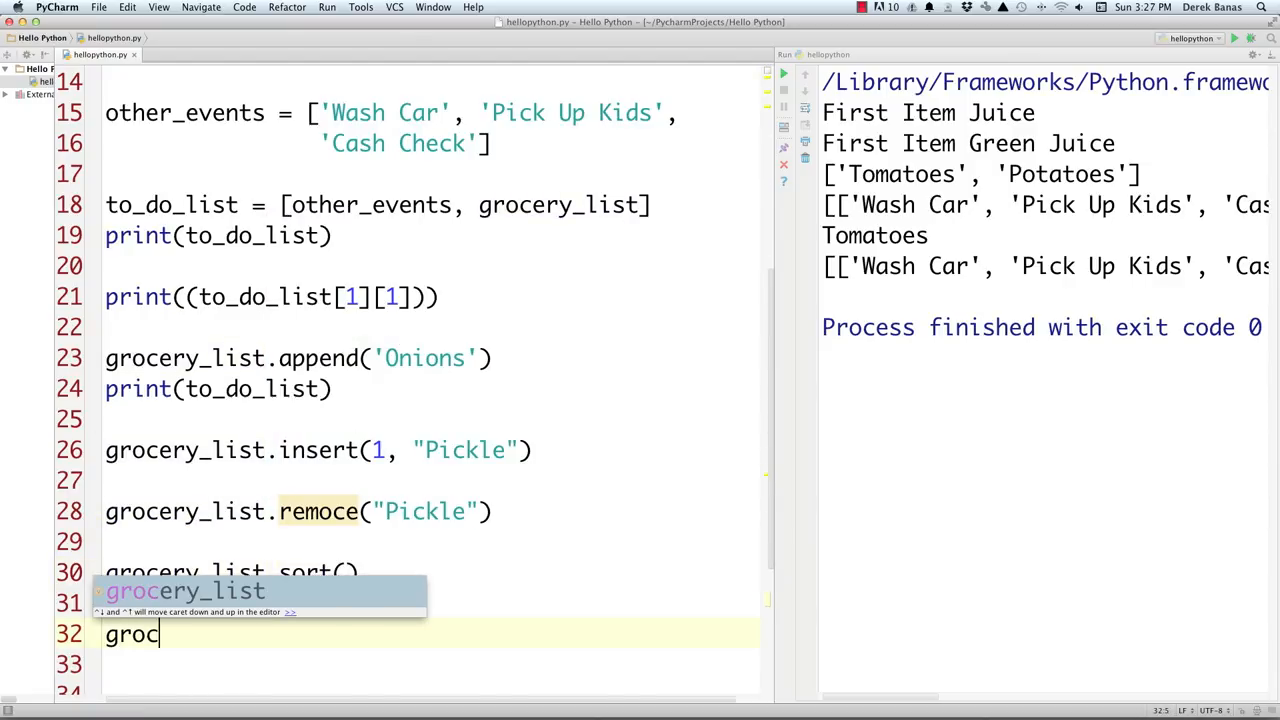 PyCharm File Edit View Navigate Code Refactor Run Tools VCS Window Help 10 Sun 3:27 PM Derek Banas
hellopython.py – Hello Python – [~/PycharmProjects/Hello Python]
Hello Python hellopython.py hellopython
hellopython.py Run hellopython
Hello P
hell
Externa
14
15 other_events = ['Wash Car', 'Pick Up Kids',
16 'Cash Check']
17
18 to_do_list = [other_events, grocery_list]
19 print(to_do_list)
20
21 print((to_do_list[1][1]))
22
23 grocery_list.append('Onions')
24 print(to_do_list)
25
26 grocery_list.insert(1, "Pickle")
27
28 grocery_list.remoce("Pickle")
29
30 grocery_list.sort()
grocery_list
31
^↓ and ^↑ will move caret down and up in the editor >>
32 groc
33
34
/Library/Frameworks/Python.framewo
First Item Juice
First Item Green Juice
['Tomatoes', 'Potatoes']
[['Wash Car', 'Pick Up Kids', 'Cas
Tomatoes
[['Wash Car', 'Pick Up Kids', 'Cas
Process finished with exit code 0
32:5 LF UTF-8